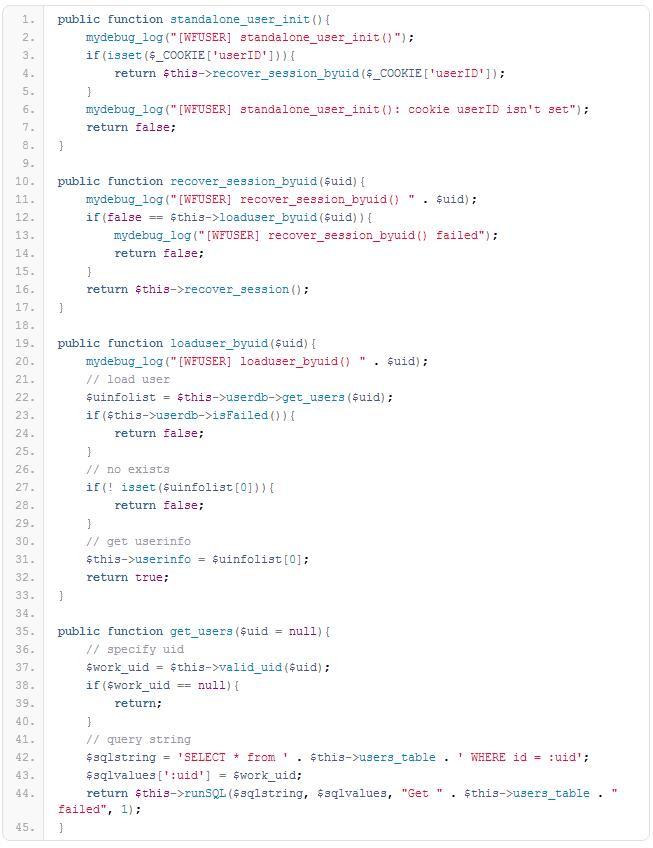 1. public function standalone_user_init(){
2. mydebug_log("[WFUSER] standalone_user_init()");
3. if(isset($_COOKIE['userID'])){
4. return $this->recover_session_byuid($_COOKIE['userID']);
5. }
6. mydebug_log("[WFUSER] standalone_user_init(): cookie userID isn't set");
7. return false;
8. }
9.
10. public function recover_session_byuid($uid){
11. mydebug_log("[WFUSER] recover_session_byuid() " . $uid);
12. if(false == $this->loaduser_byuid($uid)){
13. mydebug_log("[WFUSER] recover_session_byuid() failed");
14. return false;
15. }
16. return $this->recover_session();
17. }
18.
19. public function loaduser_byuid($uid){
20. mydebug_log("[WFUSER] loaduser_byuid() " . $uid);
21. // load user
22. $uinfolist = $this->userdb->get_users($uid);
23. if($this->userdb->isFailed()){
24. return false;
25. }
26. // no exists
27. if(! isset($uinfolist[0])){
28. return false;
29. }
30. // get userinfo
31. $this->userinfo = $uinfolist[0];
32. return true;
33. }
34.
35. public function get_users($uid = null){
36. // specify uid
37. $work_uid = $this->valid_uid($uid);
38. if($work_uid == null){
39. return;
40. }
41. // query string
42. $sqlstring = 'SELECT * from ' . $this->users_table . ' WHERE id = :uid';
43. $sqlvalues[':uid'] = $work_uid;
44. return $this->runSQL($sqlstring, $sqlvalues, "Get " . $this->users_table . "
failed", 1);
45. }